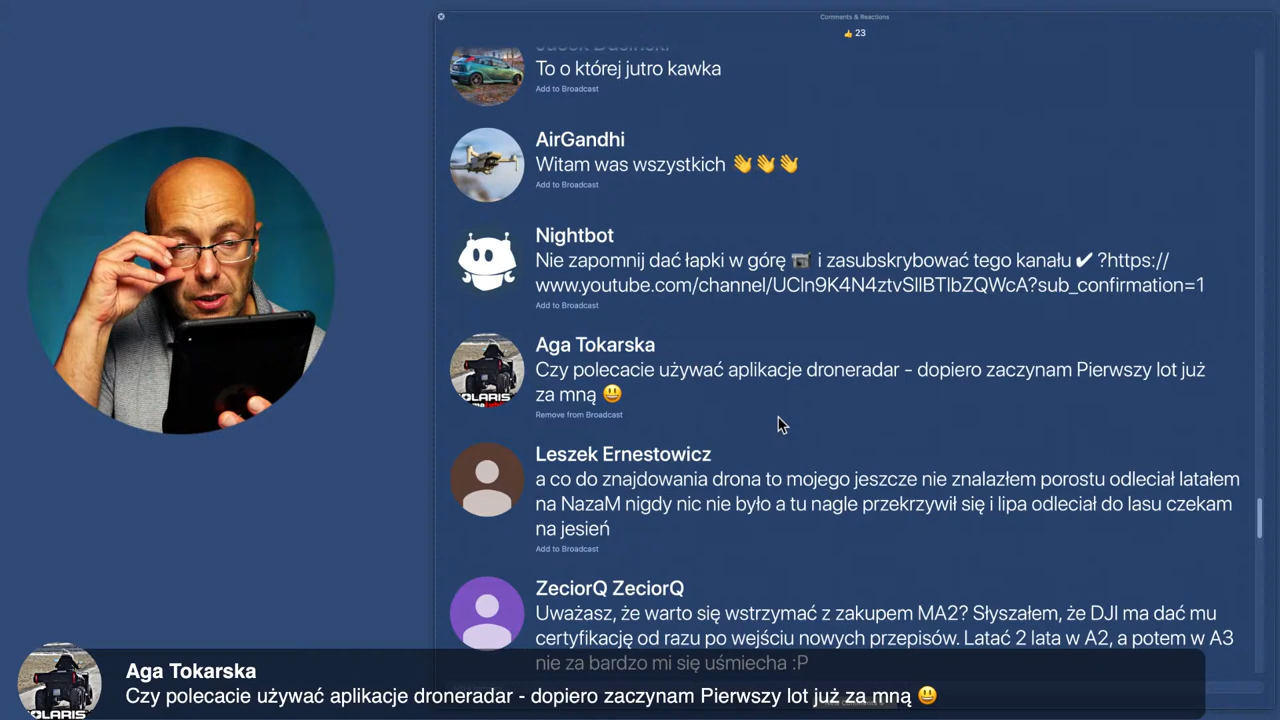 Comments & Reactions
👍 23
To o której jutro kawka
Add to Broadcast
AirGandhi
Witam was wszystkich 👋👋👋
Add to Broadcast
Nightbot
Nie zapomnij dać łapki w górę i zasubskrybować tego kanału ✔ ?https://
www.youtube.com/channel/UCln9K4N4ztvSlIBTlbZQWcA?sub_confirmation=1
Add to Broadcast
Aga Tokarska
Czy polecacie używać aplikacje droneradar - dopiero zaczynam Pierwszy lot już
za mną 😃
Remove from Broadcast
Leszek Ernestowicz
a co do znajdowania drona to mojego jeszcze nie znalazłem porostu odleciał latałem
na NazaM nigdy nic nie było a tu nagle przekrzywił się i lipa odleciał do lasu czekam
na jesień
Add to Broadcast
ZeciorQ ZeciorQ
Uważasz, że warto się wstrzymać z zakupem MA2? Słyszałem, że DJI ma dać mu
certyfikację od razu po wejściu nowych przepisów. Latać 2 lata w A2, a potem w A3
nie za bardzo mi się uśmiecha :P
Aga Tokarska
Czy polecacie używać aplikacje droneradar - dopiero zaczynam Pierwszy lot już za mną 😃